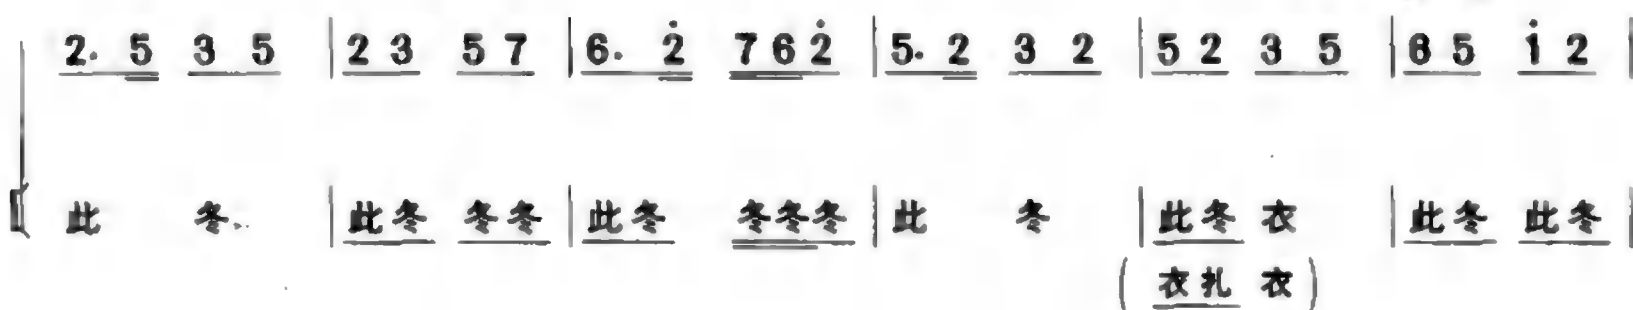 2· 5 3 5 | 2 3 5 7 | 6· 2̇ 7 6 2̇ | 5· 2 3 2 | 5 2 3 5 | 6 5 i̇ 2 |
此 冬 | 此冬 冬冬 | 此冬 冬冬冬 | 此 冬 | 此冬 衣 | 此冬 此冬 |
( 衣扎 衣 )